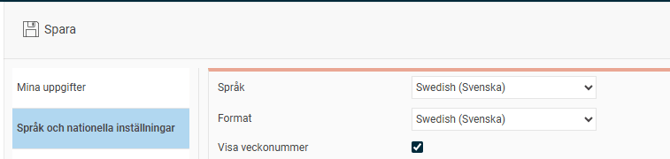 Spara
Mina uppgifter
Språk och nationella inställningar
Språk Swedish (Svenska)
Format Swedish (Svenska)
Visa veckonummer